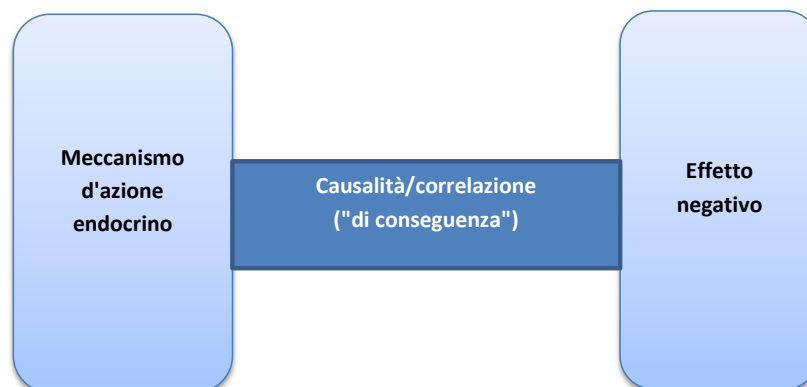 Meccanismo
d'azione
endocrino
Causalità/correlazione
("di conseguenza")
Effetto
negativo